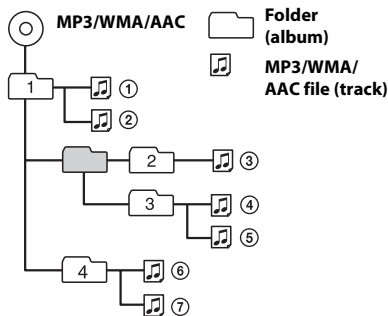 MP3/WMA/AAC
Folder
(album)
MP3/WMA/
AAC file (track)
1
①
②
2
③
3
④
⑤
4
⑥
⑦